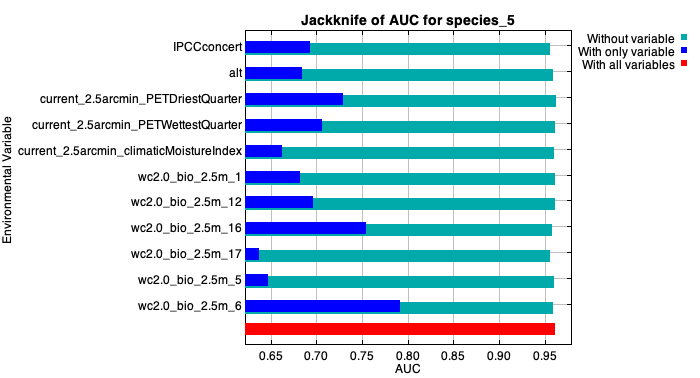 Jackknife of AUC for species_5
Without variable
With only variable
With all variables
Environmental Variable
IPCCconcert
alt
current_2.5arcmin_PETDriestQuarter
current_2.5arcmin_PETWettestQuarter
current_2.5arcmin_climaticMoistureIndex
wc2.0_bio_2.5m_1
wc2.0_bio_2.5m_12
wc2.0_bio_2.5m_16
wc2.0_bio_2.5m_17
wc2.0_bio_2.5m_5
wc2.0_bio_2.5m_6
0.65 0.70 0.75 0.80 0.85 0.90 0.95
AUC